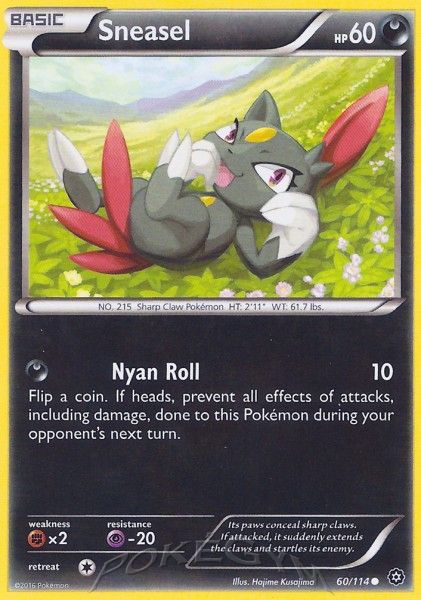 BASIC
Sneasel
HP 60
NO. 215 Sharp Claw Pokémon HT: 2'11" WT: 61.7 lbs.
Nyan Roll 10
Flip a coin. If heads, prevent all effects of attacks,
including damage, done to this Pokémon during your
opponent's next turn.
weakness
×2
resistance
-20
retreat
Its paws conceal sharp claws.
If attacked, it suddenly extends
the claws and startles its enemy.
POKÉGYM
©2016 Pokémon
Illus. Hajime Kusajima
60/114